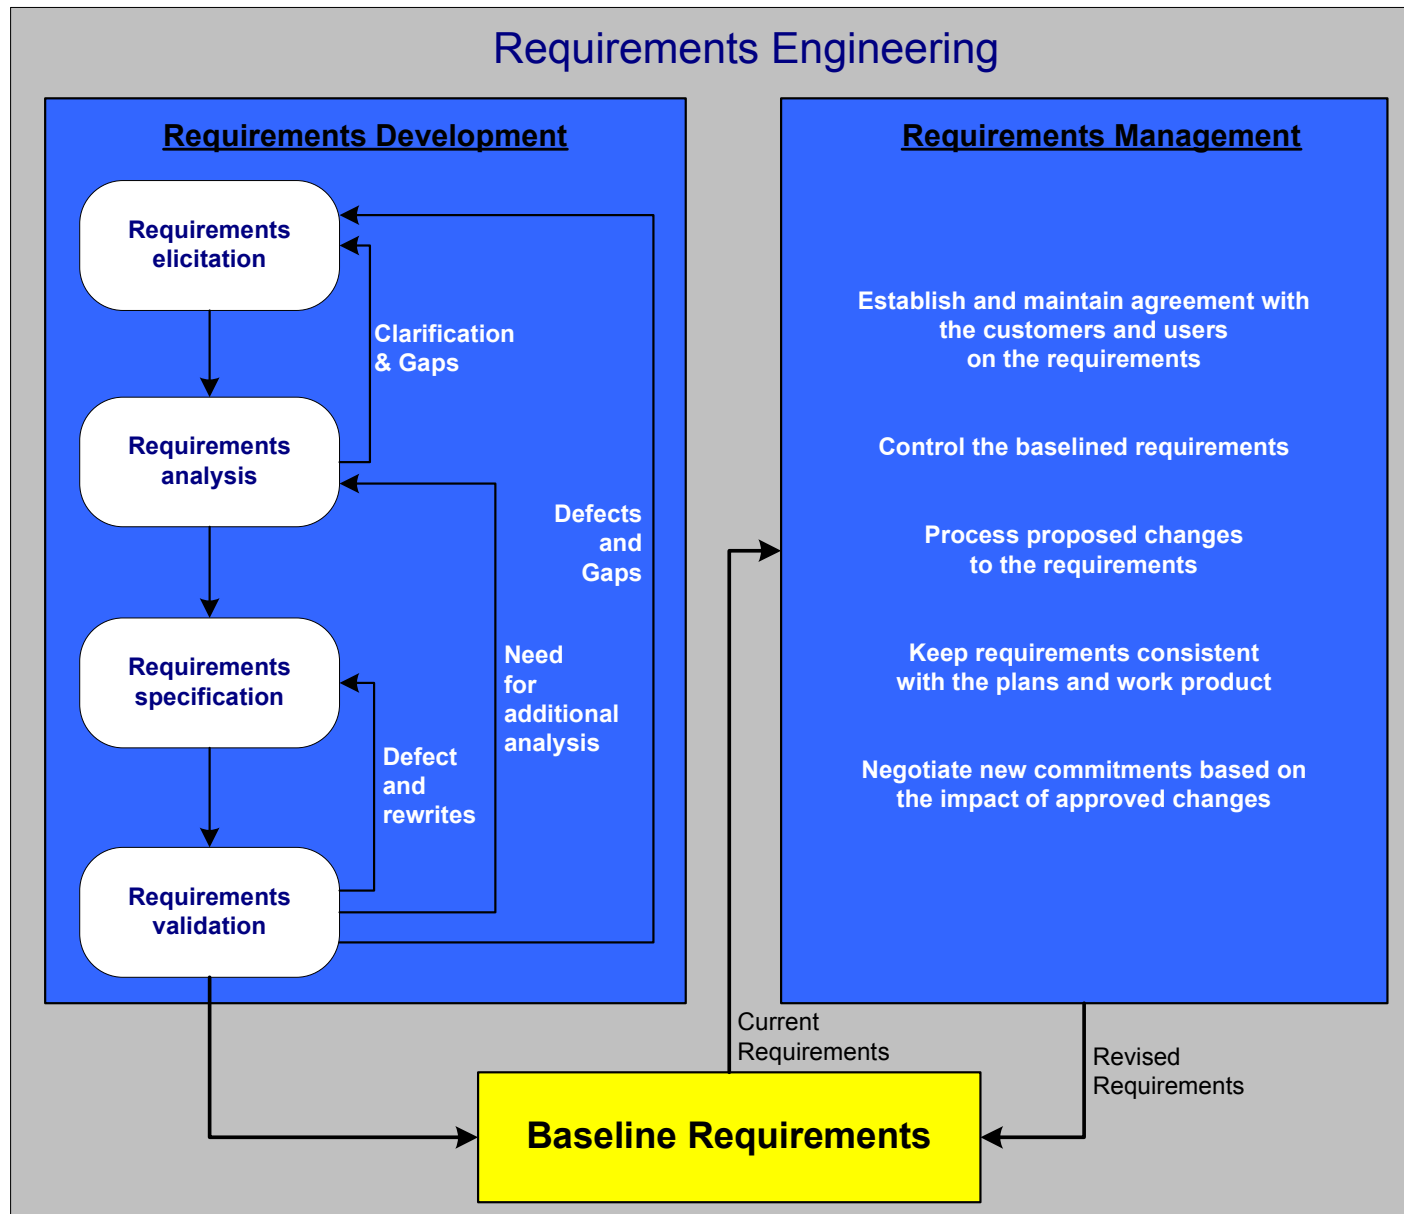 Requirements Engineering
Requirements Development
Requirements
elicitation
Clarification
& Gaps
Requirements
analysis
Defects
and
Gaps
Requirements
specification
Need
for
additional
analysis
Defect
and
rewrites
Requirements
validation
Requirements Management
Establish and maintain agreement with
the customers and users
on the requirements
Control the baselined requirements
Process proposed changes
to the requirements
Keep requirements consistent
with the plans and work product
Negotiate new commitments based on
the impact of approved changes
Current
Requirements
Revised
Requirements
Baseline Requirements